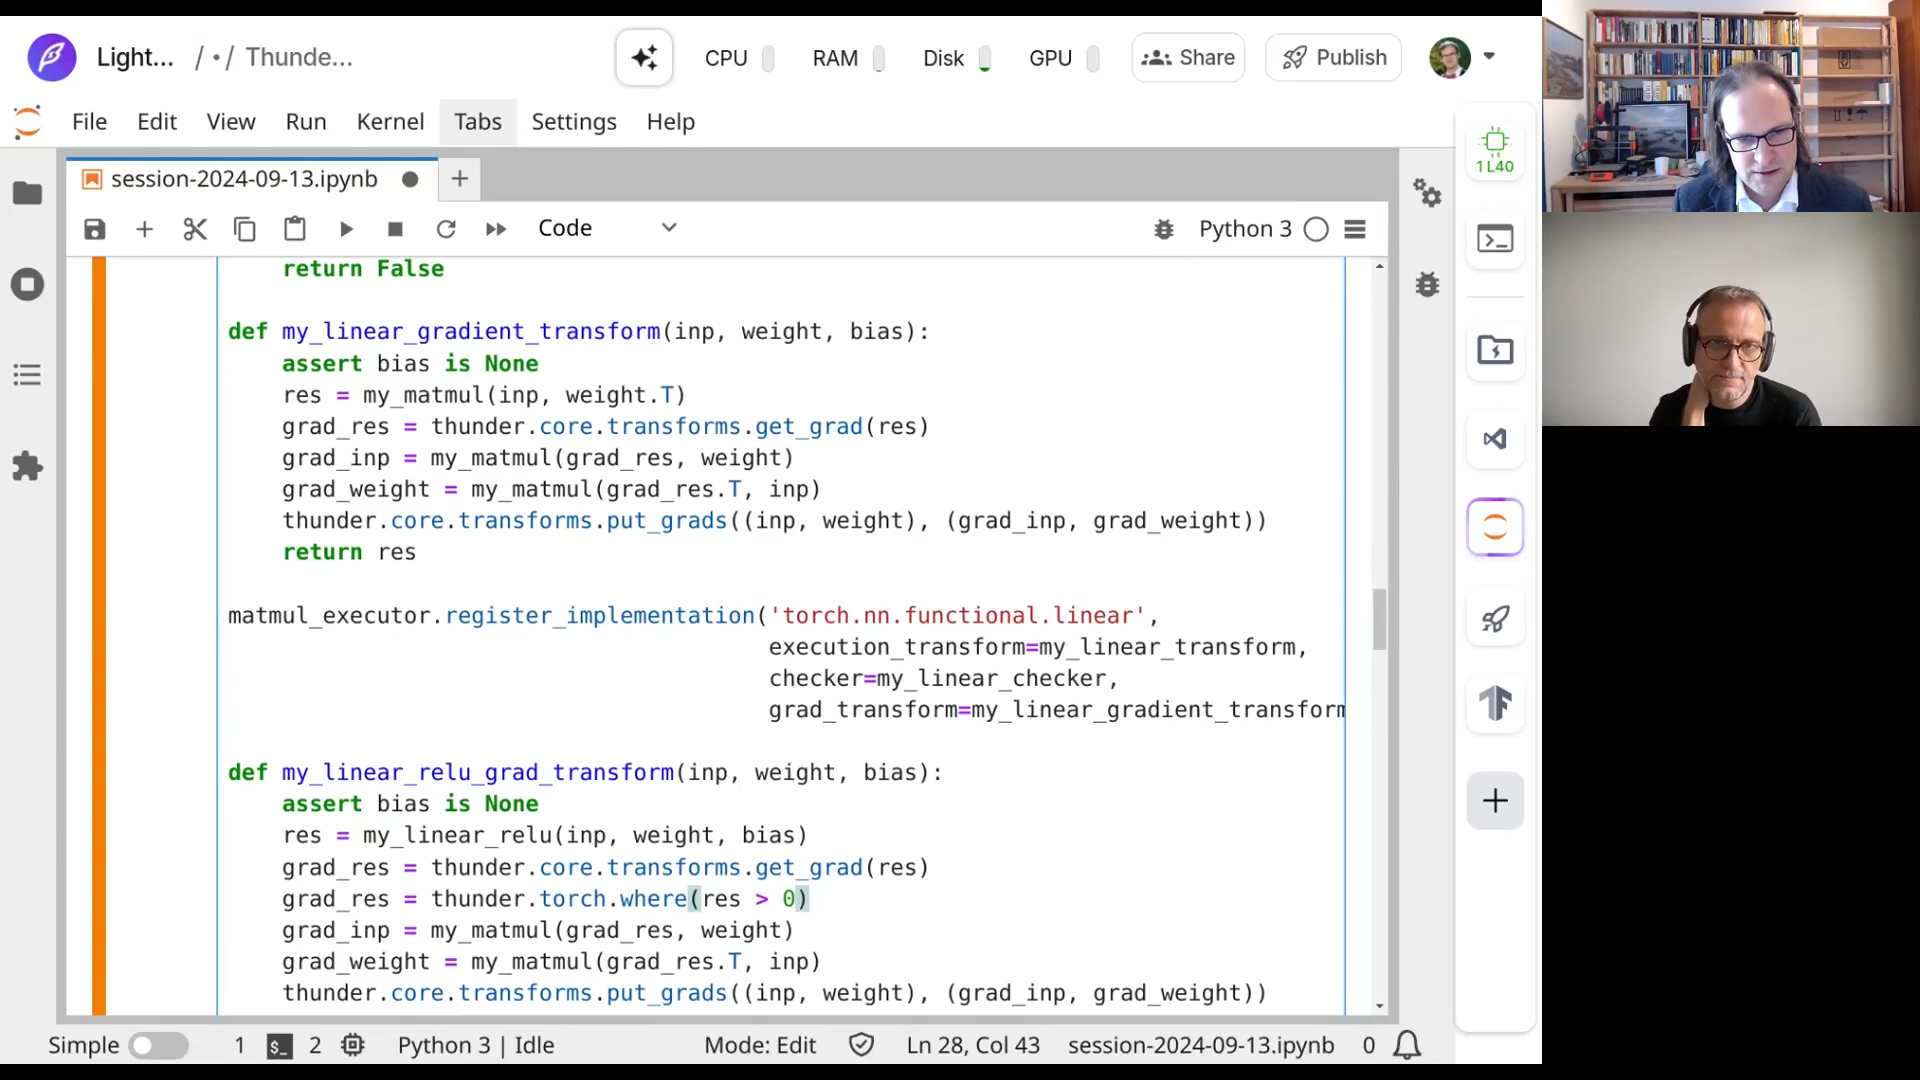 Light... / • / Thunde...
CPU RAM Disk GPU Share Publish
File Edit View Run Kernel Tabs Settings Help
1 L40
session-2024-09-13.ipynb
Code
Python 3
return False
def my_linear_gradient_transform(inp, weight, bias):
assert bias is None
res = my_matmul(inp, weight.T)
grad_res = thunder.core.transforms.get_grad(res)
grad_inp = my_matmul(grad_res, weight)
grad_weight = my_matmul(grad_res.T, inp)
thunder.core.transforms.put_grads((inp, weight), (grad_inp, grad_weight))
return res
matmul_executor.register_implementation('torch.nn.functional.linear',
execution_transform=my_linear_transform,
checker=my_linear_checker,
grad_transform=my_linear_gradient_transform
def my_linear_relu_grad_transform(inp, weight, bias):
assert bias is None
res = my_linear_relu(inp, weight, bias)
grad_res = thunder.core.transforms.get_grad(res)
grad_res = thunder.torch.where(res > 0)
grad_inp = my_matmul(grad_res, weight)
grad_weight = my_matmul(grad_res.T, inp)
thunder.core.transforms.put_grads((inp, weight), (grad_inp, grad_weight))
Simple 1 $_ 2 Python 3 | Idle Mode: Edit Ln 28, Col 43 session-2024-09-13.ipynb 0